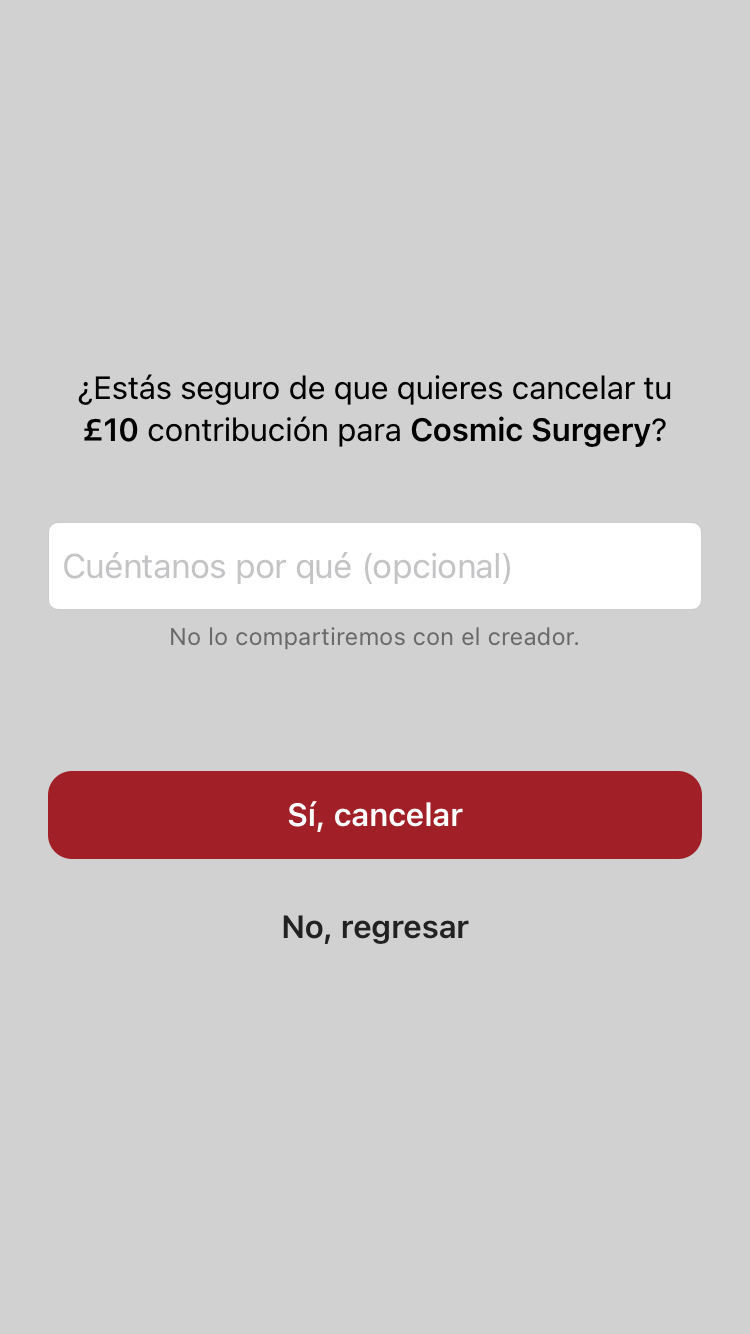 ¿Estás seguro de que quieres cancelar tu
£10 contribución para Cosmic Surgery?
Cuéntanos por qué (opcional)
No lo compartiremos con el creador.
Sí, cancelar
No, regresar